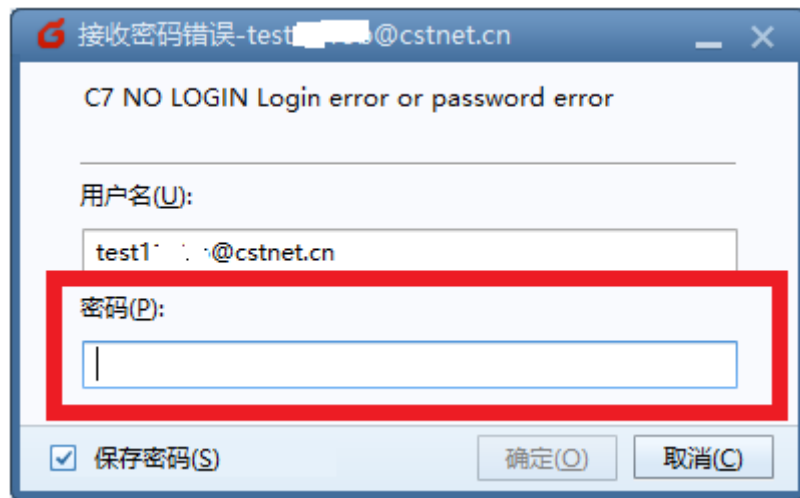 接收密码错误-test@cstnet.cn
C7 NO LOGIN Login error or password error
用户名(U):
test1@cstnet.cn
密码(P):
保存密码(S)
确定(O)
取消(C)